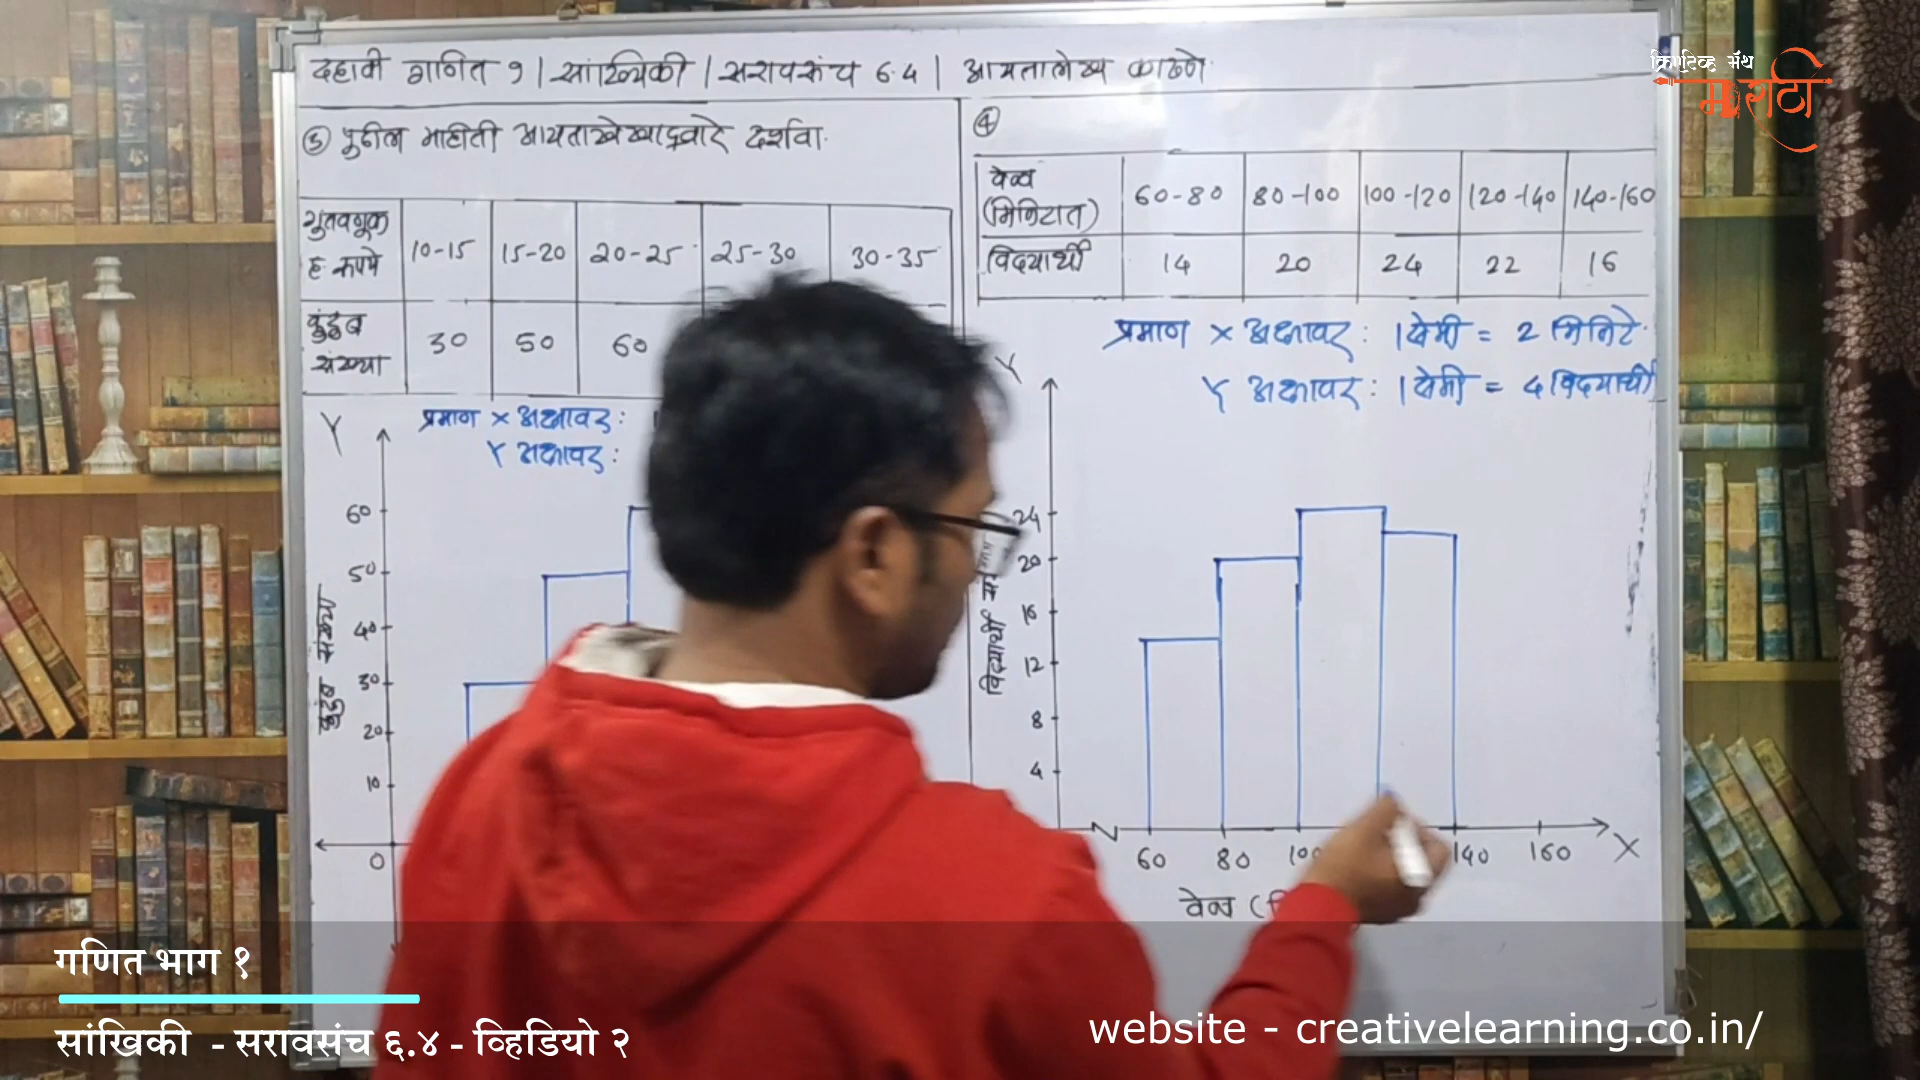 दहावी गणित १ | सांख्यिकी | सरावसंच 6.4 | आयतालेख काढणे
क्रिएटिव्ह मॅथ
मराठी
③ पुढील माहीती आयतालेखाद्वारे दर्शवा.
गुंतवणूक ह. रूपये 10-15 15-20 20-25 25-30 30-35
कुंटुंब संख्या 30 50 60
प्रमाण X अक्षावर:
Y अक्षावर:
Y
60
50
40
30
20
10
0
कुटुंब संख्या
④
वेळ (मिनिटात) 60-80 80-100 100-120 120-140 140-160
विद्यार्थी 14 20 24 22 16
प्रमाण X अक्षावर: 1 सेमी = 2 मिनिटे.
Y अक्षावर: 1 सेमी = 4 विद्यार्थी
Y
24
20
16
12
8
4
विद्यार्थी
60 80 140 160 X
वेळ
गणित भाग १
सांखिकी - सरावसंच ६.४ - व्हिडियो २
website - creativelearning.co.in/